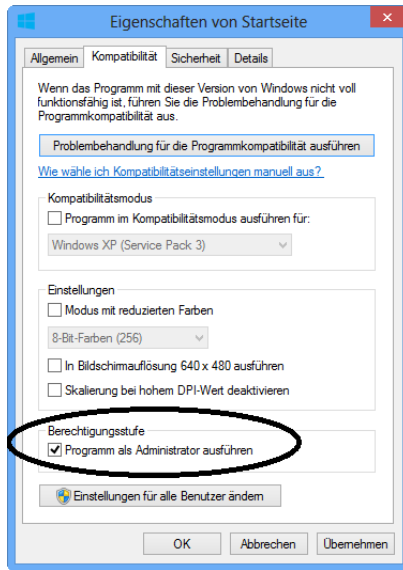 Eigenschaften von Startseite
Allgemein Kompatibilität Sicherheit Details
Wenn das Programm mit dieser Version von Windows nicht voll
funktionsfähig ist, führen Sie die Problembehandlung für die
Programmkompatibilität aus.
Problembehandlung für die Programmkompatibilität ausführen
Wie wähle ich Kompatibilitätseinstellungen manuell aus?
Kompatibilitätsmodus
Programm im Kompatibilitätsmodus ausführen für:
Windows XP (Service Pack 3)
Einstellungen
Modus mit reduzierten Farben
8-Bit-Farben (256)
In Bildschirmauflösung 640 x 480 ausführen
Skalierung bei hohem DPI-Wert deaktivieren
Berechtigungsstufe
Programm als Administrator ausführen
Einstellungen für alle Benutzer ändern
OK Abbrechen Übernehmen